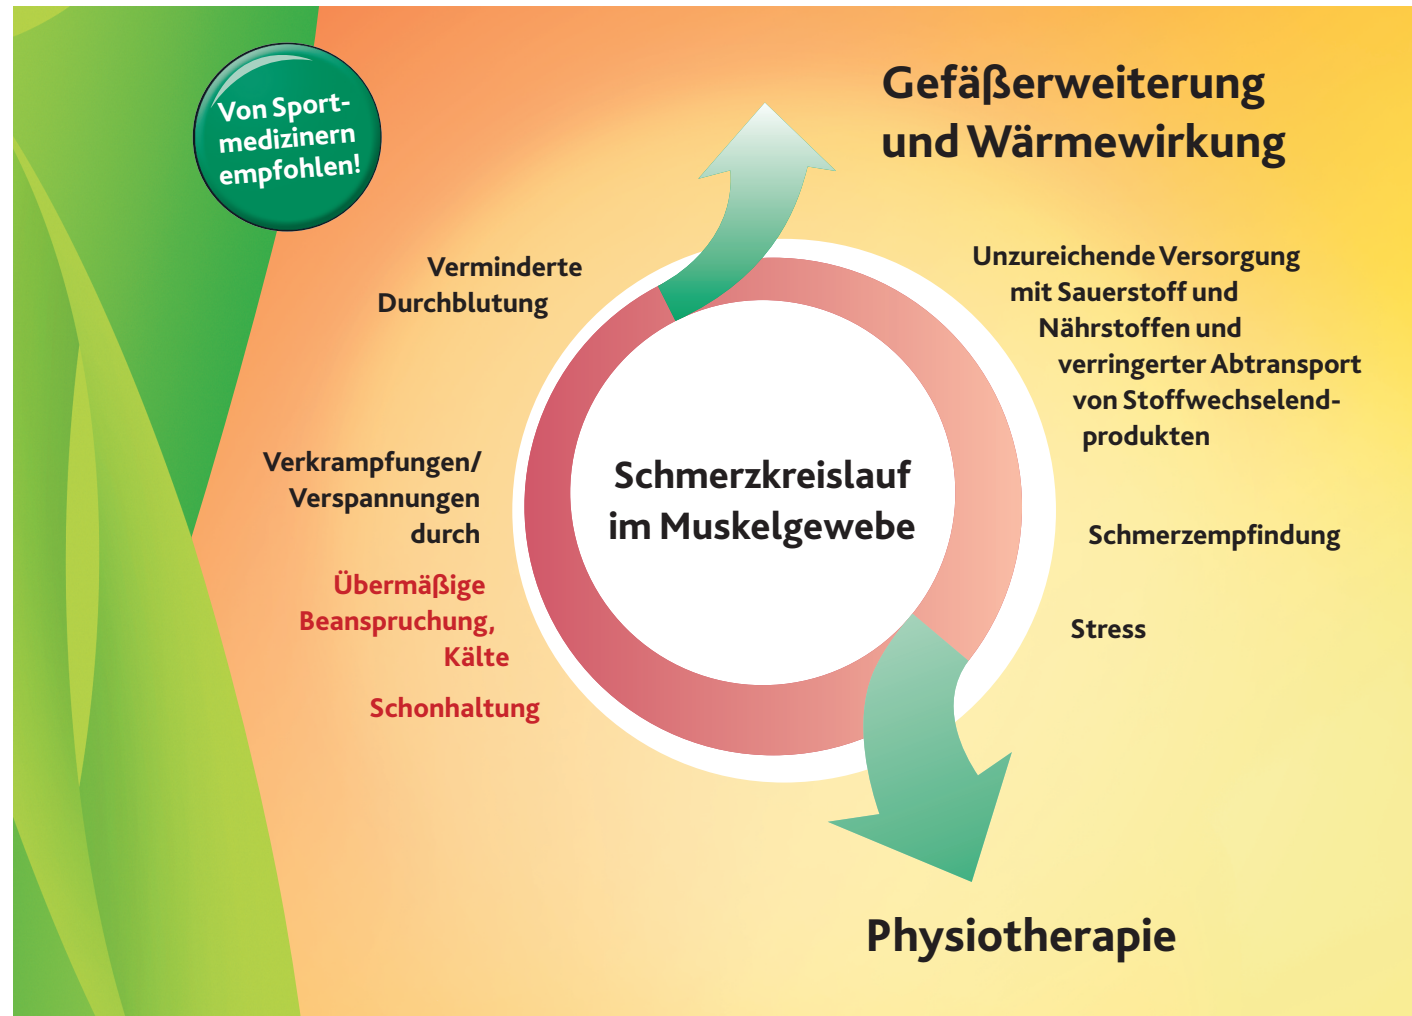 Von Sport-
medizinern
empfohlen!
Gefäßerweiterung
und Wärmewirkung
Verminderte
Durchblutung
Unzureichende Versorgung
mit Sauerstoff und
Nährstoffen und
verringerter Abtransport
von Stoffwechselend-
produkten
Verkrampfungen/
Verspannungen
durch
Übermäßige
Beanspruchung,
Kälte
Schonhaltung
Schmerzkreislauf
im Muskelgewebe
Schmerzempfindung
Stress
Physiotherapie